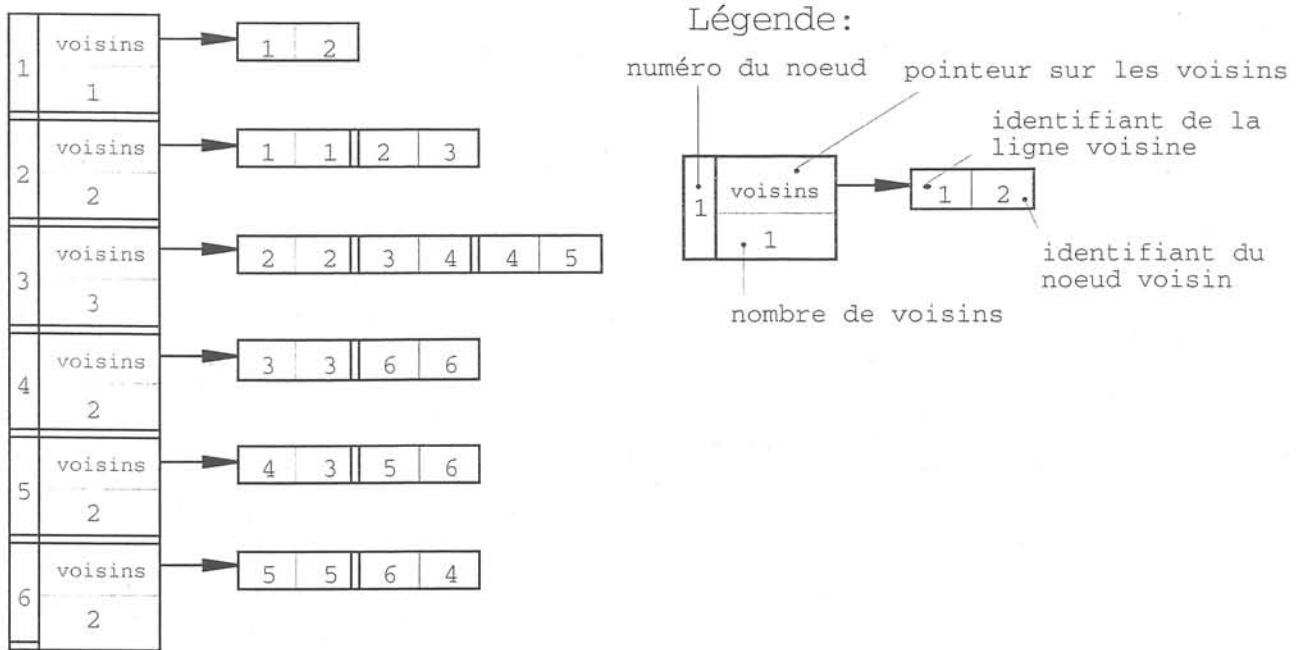 voisins
1 2
1
1
voisins
1 1 2 3
2
2
voisins
2 2 3 4 4 5
3
3
voisins
3 3 6 6
4
2
voisins
4 3 5 6
5
2
voisins
5 5 6 4
6
2
Légende:
numéro du noeud
pointeur sur les voisins
identifiant de la
ligne voisine
voisins
1 2
1
1
identifiant du
noeud voisin
nombre de voisins